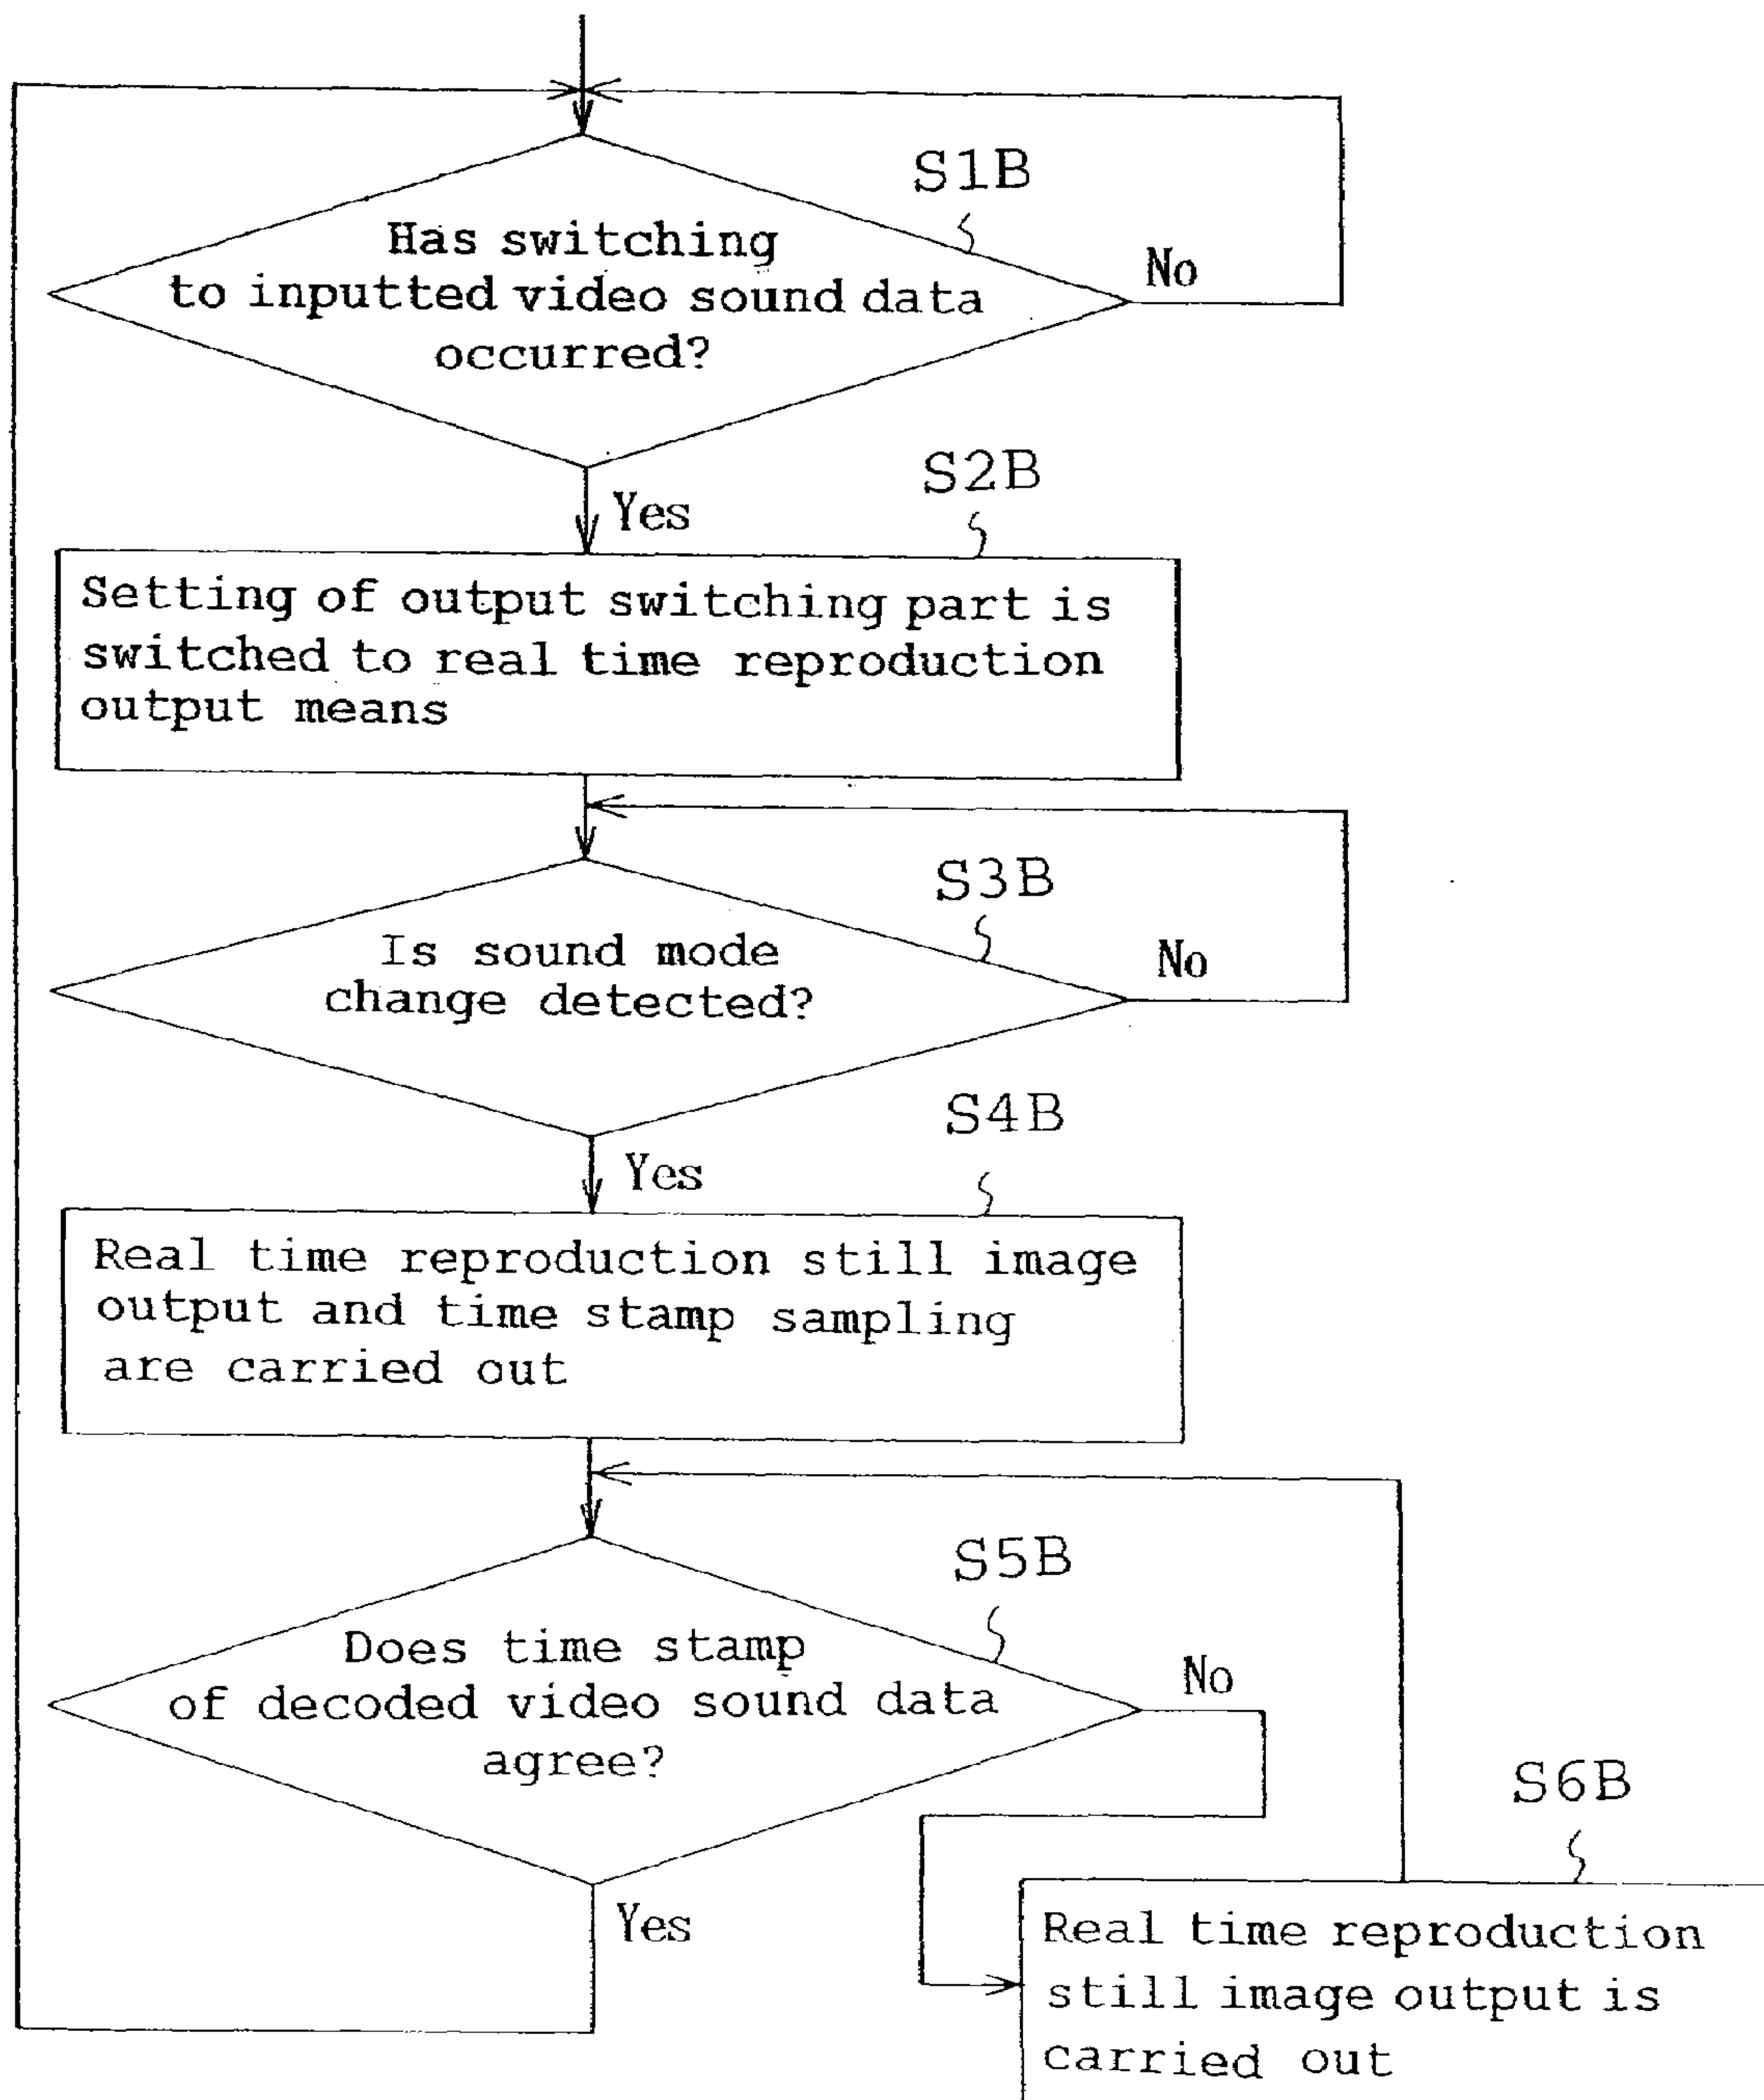 S1B
Has switching
to inputted video sound data
occurred?
No
Yes
S2B
Setting of output switching part is
switched to real time reproduction
output means
S3B
Is sound mode
change detected?
No
Yes
S4B
Real time reproduction still image
output and time stamp sampling
are carried out
S5B
Does time stamp
of decoded video sound data
agree?
No
Yes
S6B
Real time reproduction
still image output is
carried out